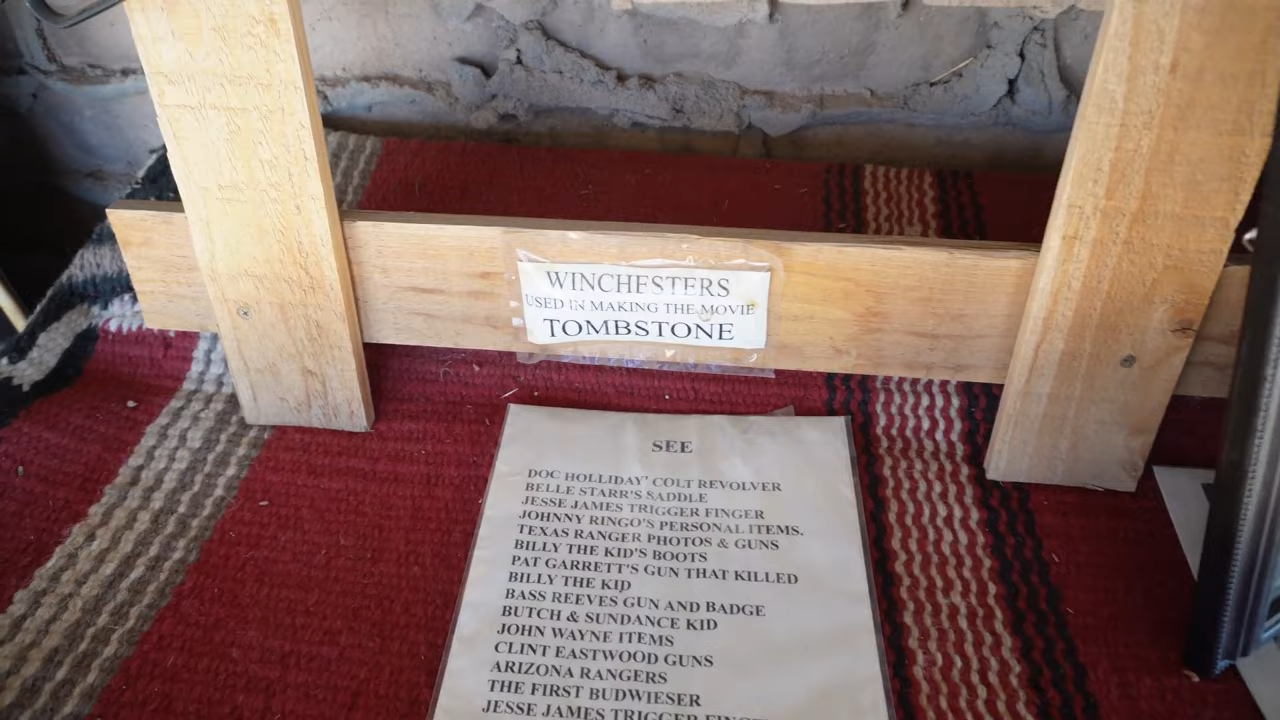 WINCHESTERS
USED IN MAKING THE MOVIE
TOMBSTONE
SEE
DOC HOLLIDAY' COLT REVOLVER
BELLE STARR'S SADDLE
JESSE JAMES TRIGGER FINGER
JOHNNY RINGO'S PERSONAL ITEMS.
TEXAS RANGER PHOTOS & GUNS
BILLY THE KID'S BOOTS
PAT GARRETT'S GUN THAT KILLED
BILLY THE KID
BASS REEVES GUN AND BADGE
BUTCH & SUNDANCE KID
JOHN WAYNE ITEMS
CLINT EASTWOOD GUNS
ARIZONA RANGERS
THE FIRST BUDWIESER
JESSE JAMES TRIGGER